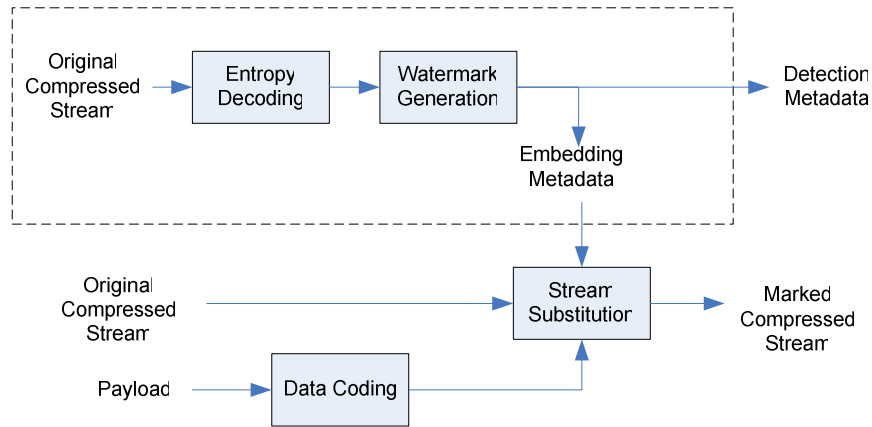 Original
Compressed
Stream
Entropy
Decoding
Watermark
Generation
Detection
Metadata
Embedding
Metadata
Original
Compressed
Stream
Stream
Substitution
Marked
Compressed
Stream
Payload
Data Coding